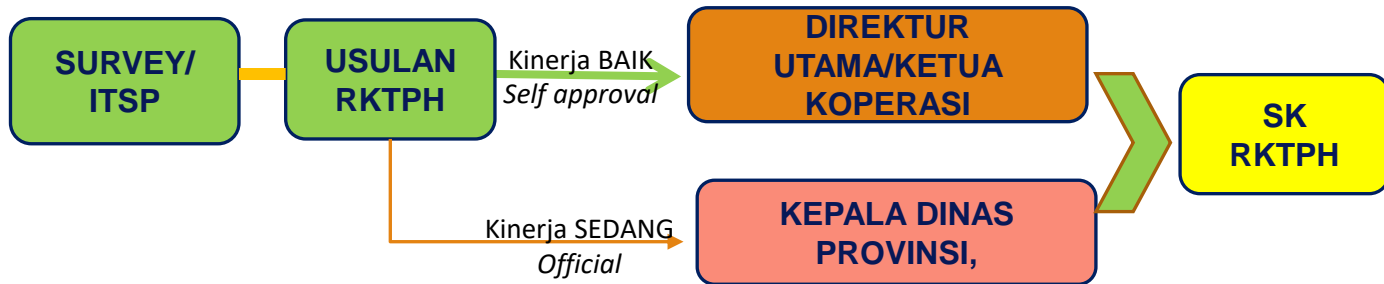 SURVEY/
ITSP
USULAN
RKTPH
Kinerja BAIK
Self approval
DIREKTUR
UTAMA/KETUA
KOPERASI
Kinerja SEDANG
Official
KEPALA DINAS
PROVINSI,
SK
RKTPH